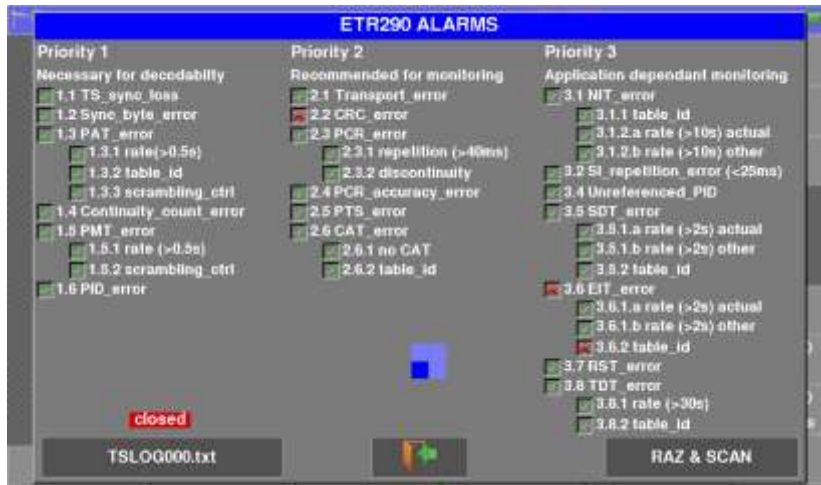 ETR290 ALARMS
Priority 1
Necessary for decodabilty
1.1 TS_sync_loss
1.2 Sync_byte_error
1.3 PAT_error
1.3.1 rate(>0.5s)
1.3.2 table_id
1.3.3 scrambling_ctrl
1.4 Continuity_count_error
1.5 PMT_error
1.5.1 rate (>0.5s)
1.5.2 scrambling_ctrl
1.6 PID_error
Priority 2
Recommended for monitoring
2.1 Transport_error
2.2 CRC_error
2.3 PCR_error
2.3.1 repetition (>40ms)
2.3.2 discontinuity
2.4 PCR_accuracy_error
2.5 PTS_error
2.6 CAT_error
2.6.1 no CAT
2.6.2 table_id
Priority 3
Application dependant monitoring
3.1 NIT_error
3.1.1 table_id
3.1.2.a rate (>10s) actual
3.1.2.b rate (>10s) other
3.2 SI_repetition_error (<25ms)
3.4 Unreferenced_PID
3.5 SDT_error
3.5.1.a rate (>2s) actual
3.5.1.b rate (>2s) other
3.5.2 table_id
3.6 EIT_error
3.6.1.a rate (>2s) actual
3.6.1.b rate (>2s) other
3.6.2 table_id
3.7 RST_error
3.8 TDT_error
3.8.1 rate (>30s)
3.8.2 table_id
closed
TSLOG000.txt
RAZ & SCAN